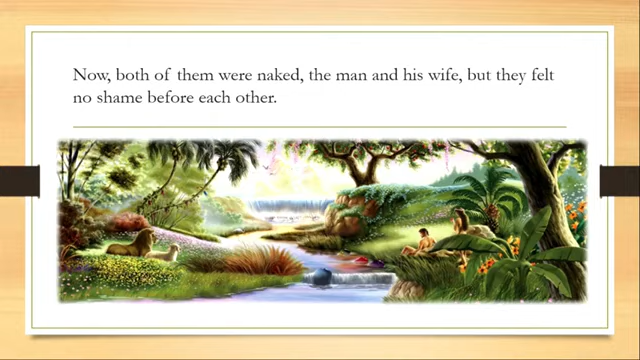 Now, both of them were naked, the man and his wife, but they felt
no shame before each other.